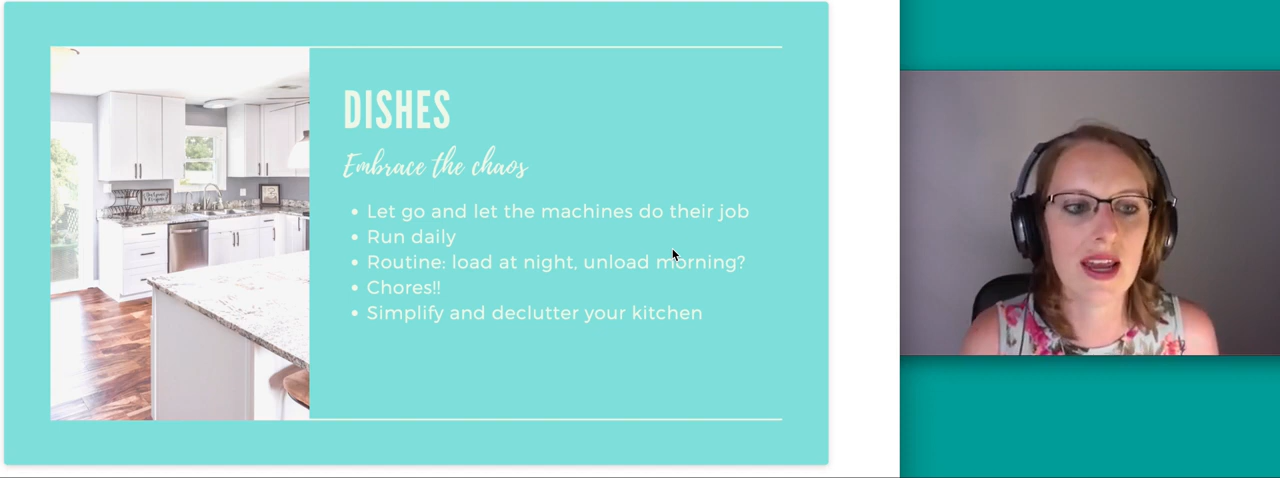 DISHES
Embrace the chaos
• Let go and let the machines do their job
• Run daily
• Routine: load at night, unload morning?
• Chores!!
• Simplify and declutter your kitchen